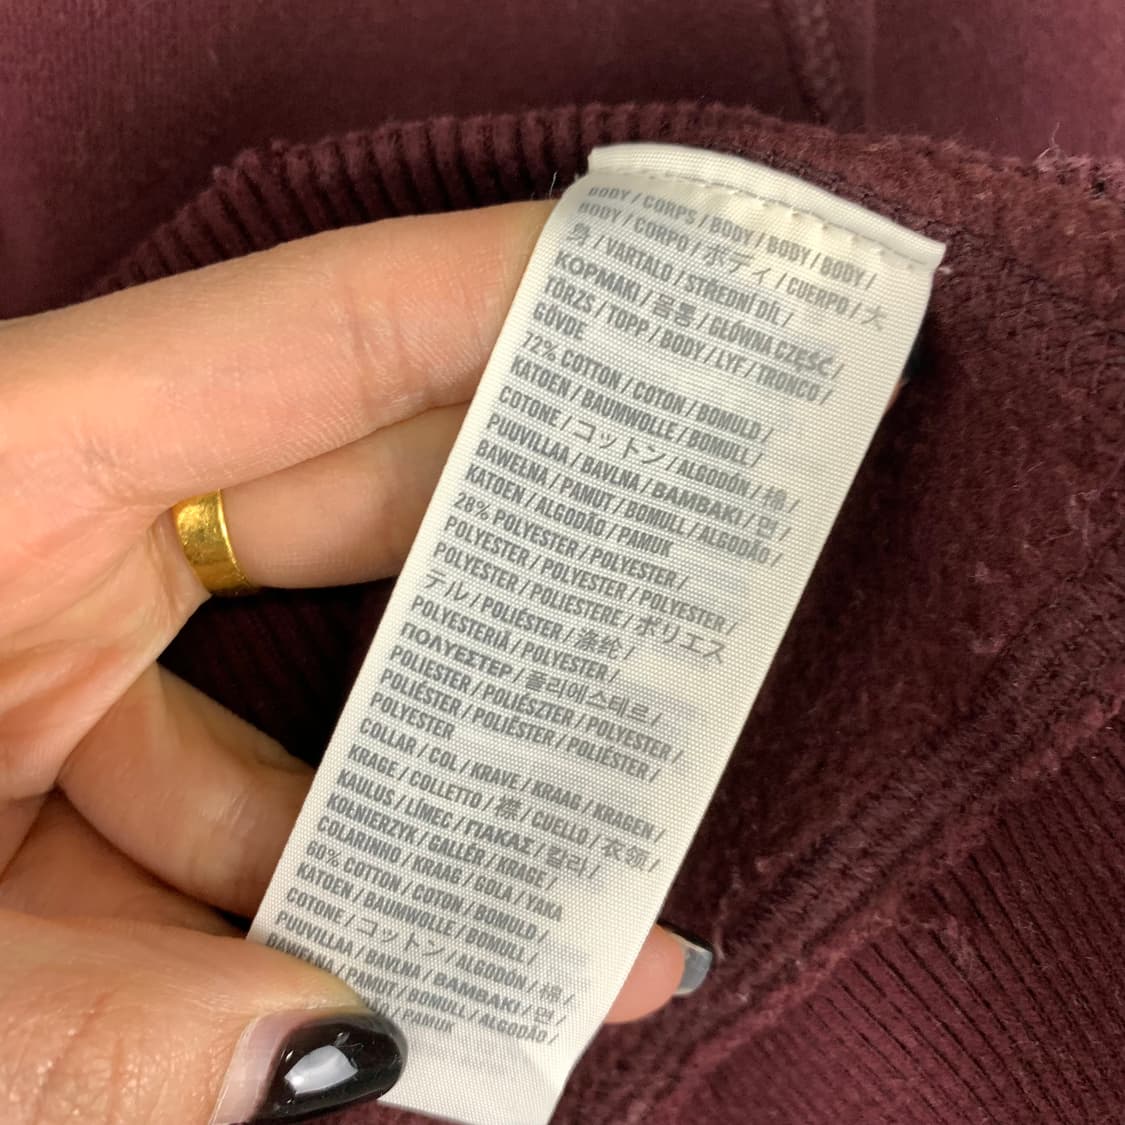 BODY / CORPS / BODY / BODY / BODY /
BODY / CORPO / ボディ / CUERPO / 大
身 / VARTALO / STŘEDNÍ DÍL /
ΚΟΡΜΑΚΙ / 몸통 / GŁÓWNA CZĘŚĆ /
TÖRZS / TOPP / BODY / LYF / TRONCO /
GÖVDE
72% COTTON / COTON / BOMULD /
KATOEN / BAUMWOLLE / BOMULL /
COTONE / コットン / ALGODÓN / 棉 /
PUUVILLAA / BAVLNA / ΒΑΜΒΑΚΙ / 면 /
BAWEŁNA / PAMUT / BOMULL / ALGODÃO /
KATOEN / ALGODÃO / PAMUK
28% POLYESTER / POLYESTER /
POLYESTER / POLYESTER / POLYESTER /
POLYESTER / POLIESTERE / ポリエス
テル / POLIÉSTER / 涤纶 /
POLYESTERIÄ / POLYESTER /
ΠΟΛΥΕΣΤΕΡ / 폴리에스테르 /
POLIESTER / POLIÉSZTER / POLYESTER /
POLIÉSTER / POLIÉSTER / POLIÉSTER /
POLYESTER
COLLAR / COL / KRAVE / KRAAG / KRAGEN /
KRAGE / COLLETTO / 襟 / CUELLO / 衣领 /
KAULUS / LÍMEC / ΓΙΑΚΑΣ / 칼라 /
KOŁNIERZYK / GALLÉR / KRAGE /
COLARINHO / KRAAG / GOLA / YAKA
60% COTTON / COTON / BOMULD /
KATOEN / BAUMWOLLE / BOMULL /
COTONE / コットン / ALGODÓN / 棉 /
PUUVILLAA / BAVLNA / ΒΑΜΒΑΚΙ / 면 /
BAWEŁNA / PAMUT / BOMULL / ALGODÃO /
/ PAMUK